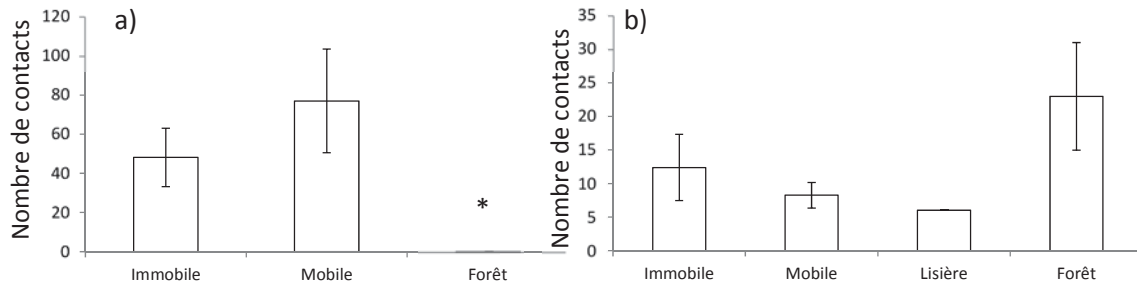 a)
Nombre de contacts
120
100
80
60
40
20
0
*
Immobile Mobile Forêt
b)
Nombre de contacts
35
30
25
20
15
10
5
0
Immobile Mobile Lisière Forêt